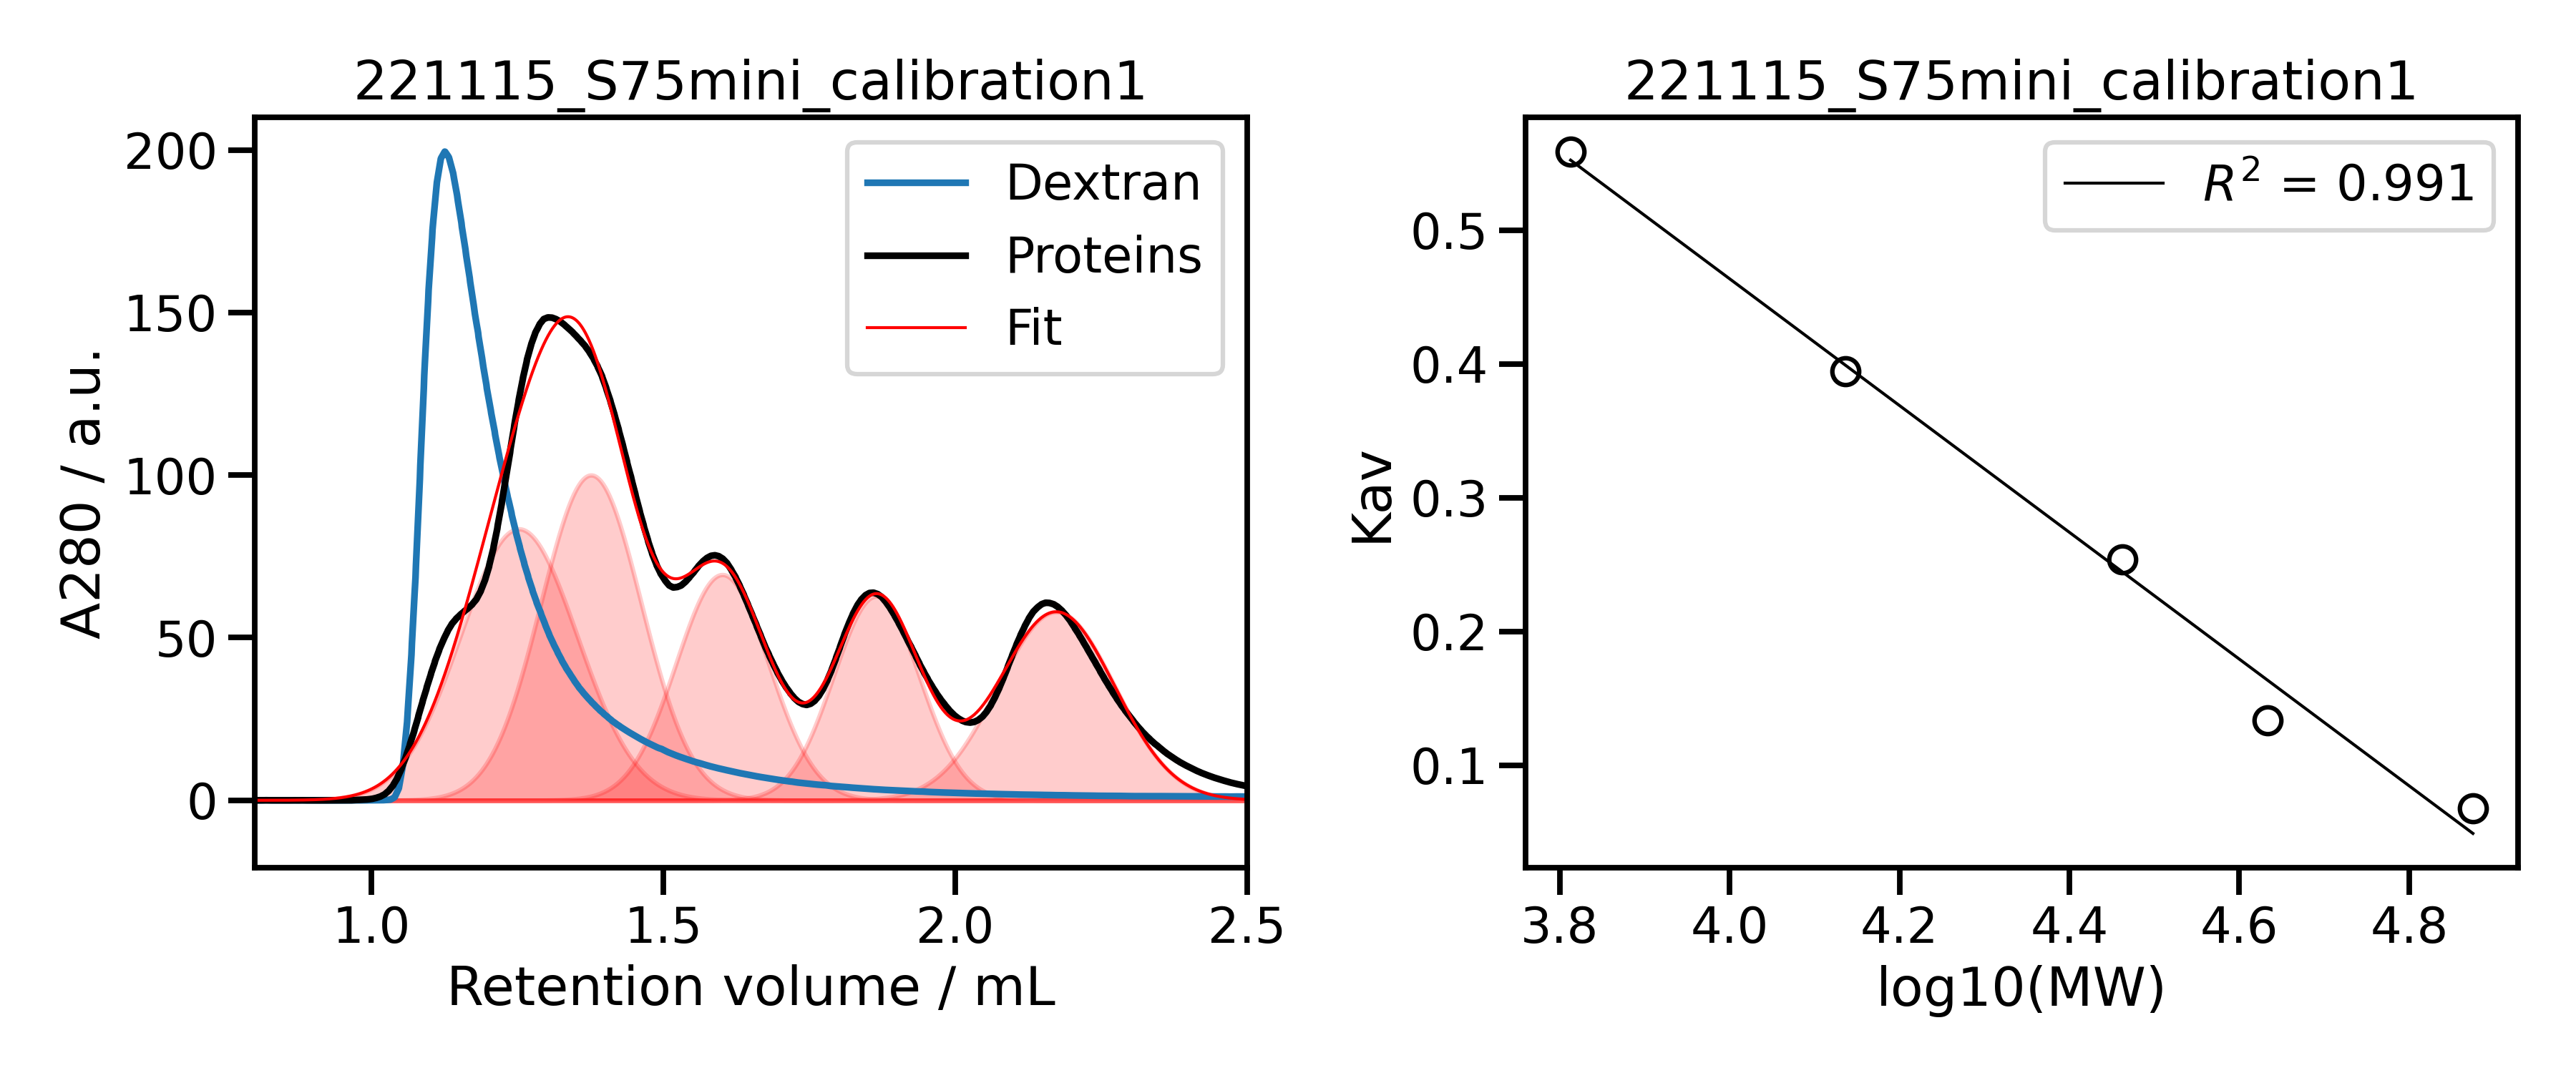 221115_S75mini_calibration1
200
150
100
50
0
A280 / a.u.
1.0
1.5
2.0
2.5
Retention volume / mL
Dextran
Proteins
Fit
221115_S75mini_calibration1
0.5
0.4
0.3
0.2
0.1
Kav
3.8
4.0
4.2
4.4
4.6
4.8
log10(MW)
R² = 0.991